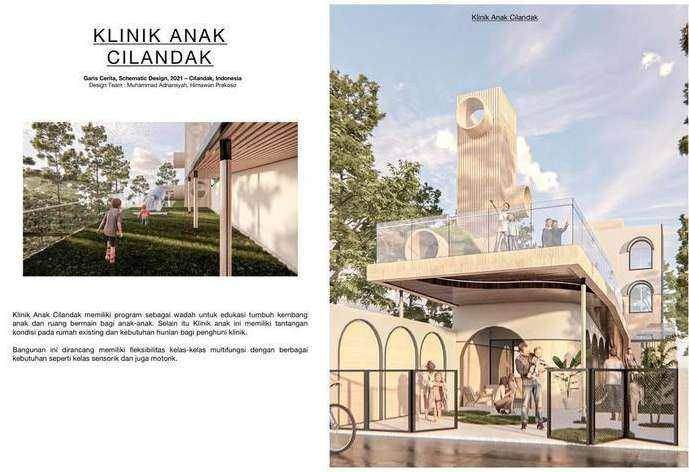 KLINIK ANAK
CILANDAK
Garis Cerita, Schematic Design, 2021 – Cilandak, Indonesia
Design Team : Muhammad Adriansyah, Himawan Prakoso
Klinik Anak Cilandak memiliki program sebagai wadah untuk edukasi tumbuh kembang
anak dan ruang bermain bagi anak-anak. Selain itu Klinik anak ini memiliki tantangan
kondisi pada rumah existing dan kebutuhan hunian bagi penghuni klinik.
Bangunan ini dirancang memiliki fleksibilitas kelas-kelas multifungsi dengan berbagai
kebutuhan seperti kelas sensorik dan juga motorik.
Klinik Anak Cilandak